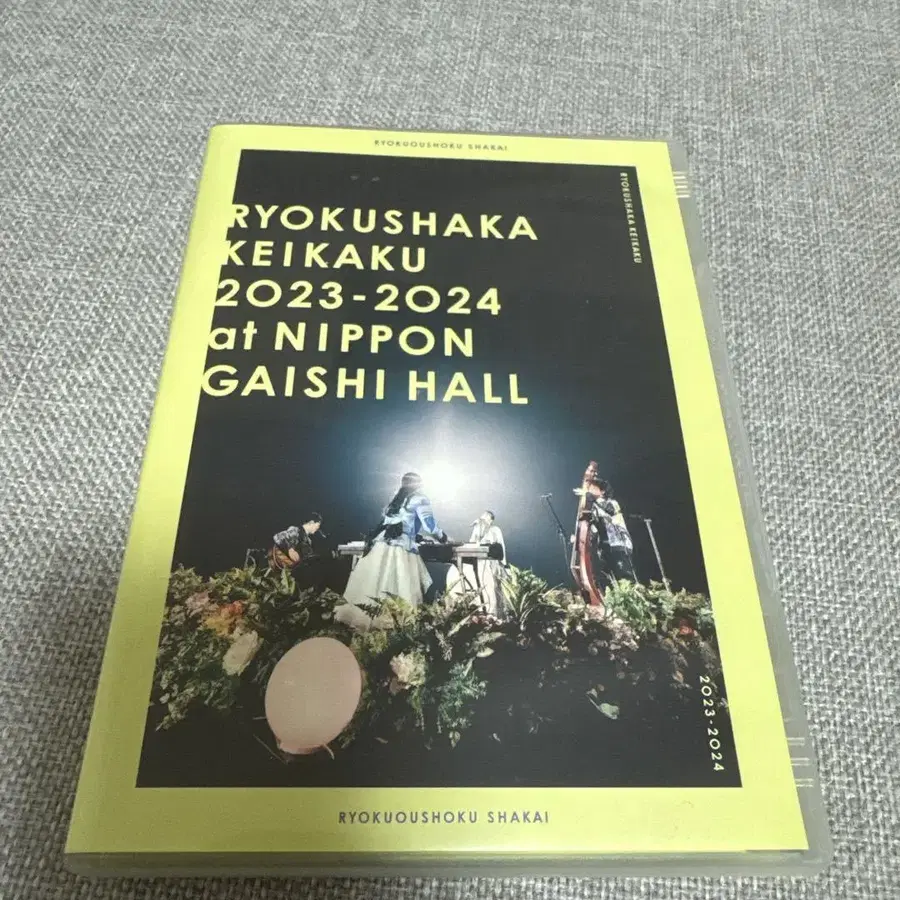 RYOKUOUSHOKU SHAKAI
RYOKUSHAKA KEIKAKU
RYOKUSHAKA
KEIKAKU
2023-2024
at NIPPON
GAISHI HALL
2023-2024
RYOKUOUSHOKU SHAKAI